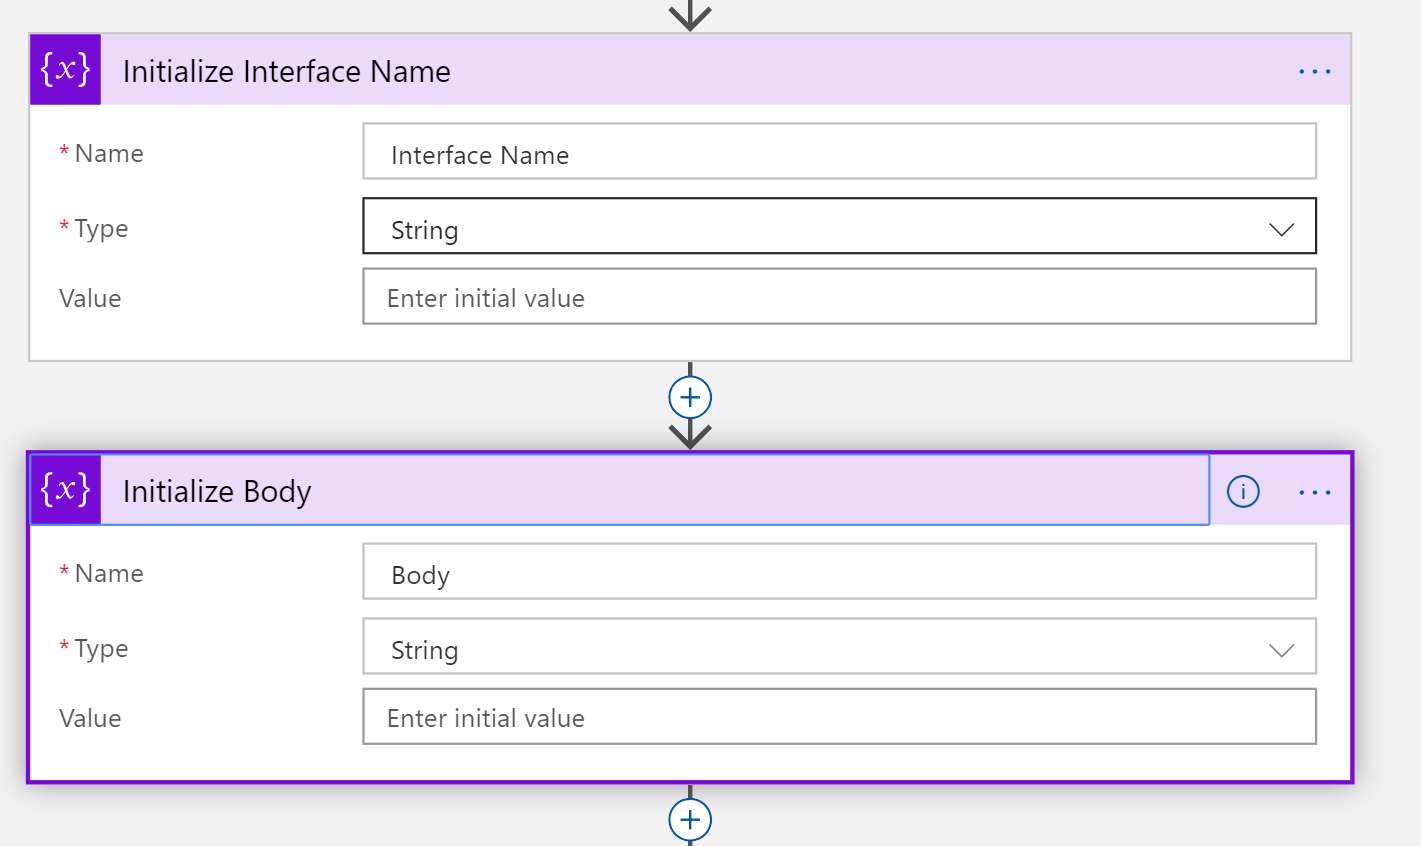 {x} Initialize Interface Name ...
* Name Interface Name
* Type String
Value Enter initial value
{x} Initialize Body i ...
* Name Body
* Type String
Value Enter initial value